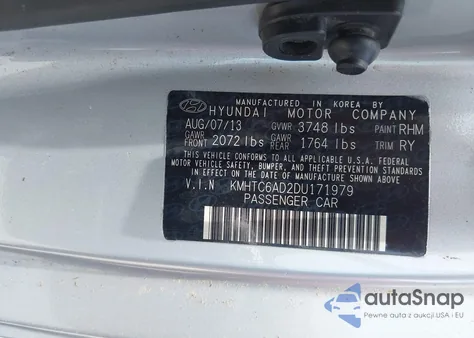 MANUFACTURED IN KOREA BY
HYUNDAI MOTOR COMPANY
AUG/07/13 GVWR 3748 lbs PAINT RHM
GAWR FRONT 2072 lbs GAWR REAR 1764 lbs TRIM RY
THIS VEHICLE CONFORMS TO ALL APPLICABLE U.S.A. FEDERAL
MOTOR VEHICLE SAFETY, BUMPER, AND THEFT PREVENTION STANDARDS
IN EFFECT ON THE DATE OF MANUFACTURE SHOWN ABOVE.
V.I.N KMHTC6AD2DU171979
PASSENGER CAR
autaSnap
Pewne auta z aukcji USA i EU